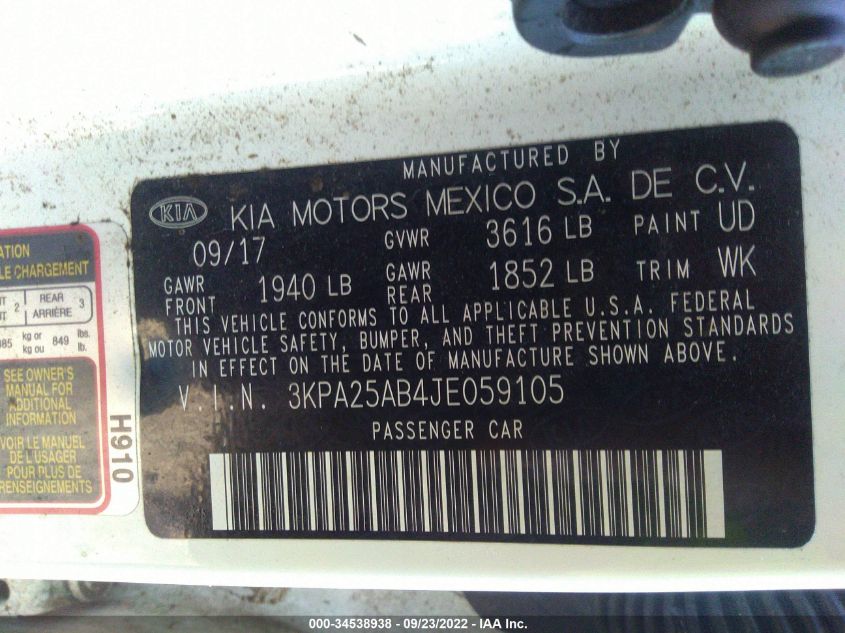 MANUFACTURED BY
KIA KIA MOTORS MEXICO S.A. DE C.V.
09/17 GVWR 3616 LB PAINT UD
GAWR FRONT 1940 LB GAWR REAR 1852 LB TRIM WK
THIS VEHICLE CONFORMS TO ALL APPLICABLE U.S.A. FEDERAL
MOTOR VEHICLE SAFETY, BUMPER, AND THEFT PREVENTION STANDARDS
IN EFFECT ON THE DATE OF MANUFACTURE SHOWN ABOVE.
V.I.N. 3KPA25AB4JE059105
PASSENGER CAR
CHARGEMENT
2 REAR ARRIÈRE 3
kg or kg ou 849 lbs. lb.
SEE OWNER'S
MANUAL FOR
ADDITIONAL
INFORMATION
VOIR LE MANUEL
DE L'USAGER
POUR PLUS DE
RENSEIGNEMENTS
H910
000-34538938 - 09/23/2022 - IAA Inc.